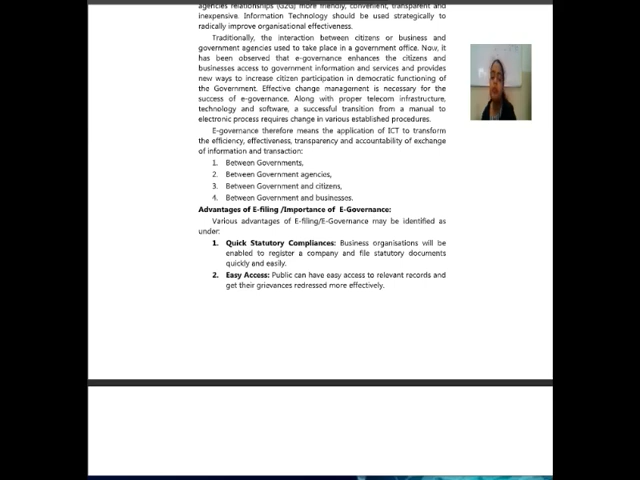 agencies relationships (G2G) more friendly, convenient, transparent and
inexpensive. Information Technology should be used strategically to
radically improve organisational effectiveness.
Traditionally, the interaction between citizens or business and
government agencies used to take place in a government office. Now, it
has been observed that e-governance enhances the citizens and
businesses access to government information and services and provides
new ways to increase citizen participation in democratic functioning of
the Government. Effective change management is necessary for the
success of e-governance. Along with proper telecom infrastructure,
technology and software, a successful transition from a manual to
electronic process requires change in various established procedures.
E-governance therefore means the application of ICT to transform
the efficiency, effectiveness, transparency and accountability of exchange
of information and transaction:
1. Between Governments,
2. Between Government agencies,
3. Between Government and citizens,
4. Between Government and businesses.
Advantages of E-filing /Importance of E-Governance:
Various advantages of E-filing/E-Governance may be identified as
under:
1. Quick Statutory Compliances: Business organisations will be
enabled to register a company and file statutory documents
quickly and easily.
2. Easy Access: Public can have easy access to relevant records and
get their grievances redressed more effectively.